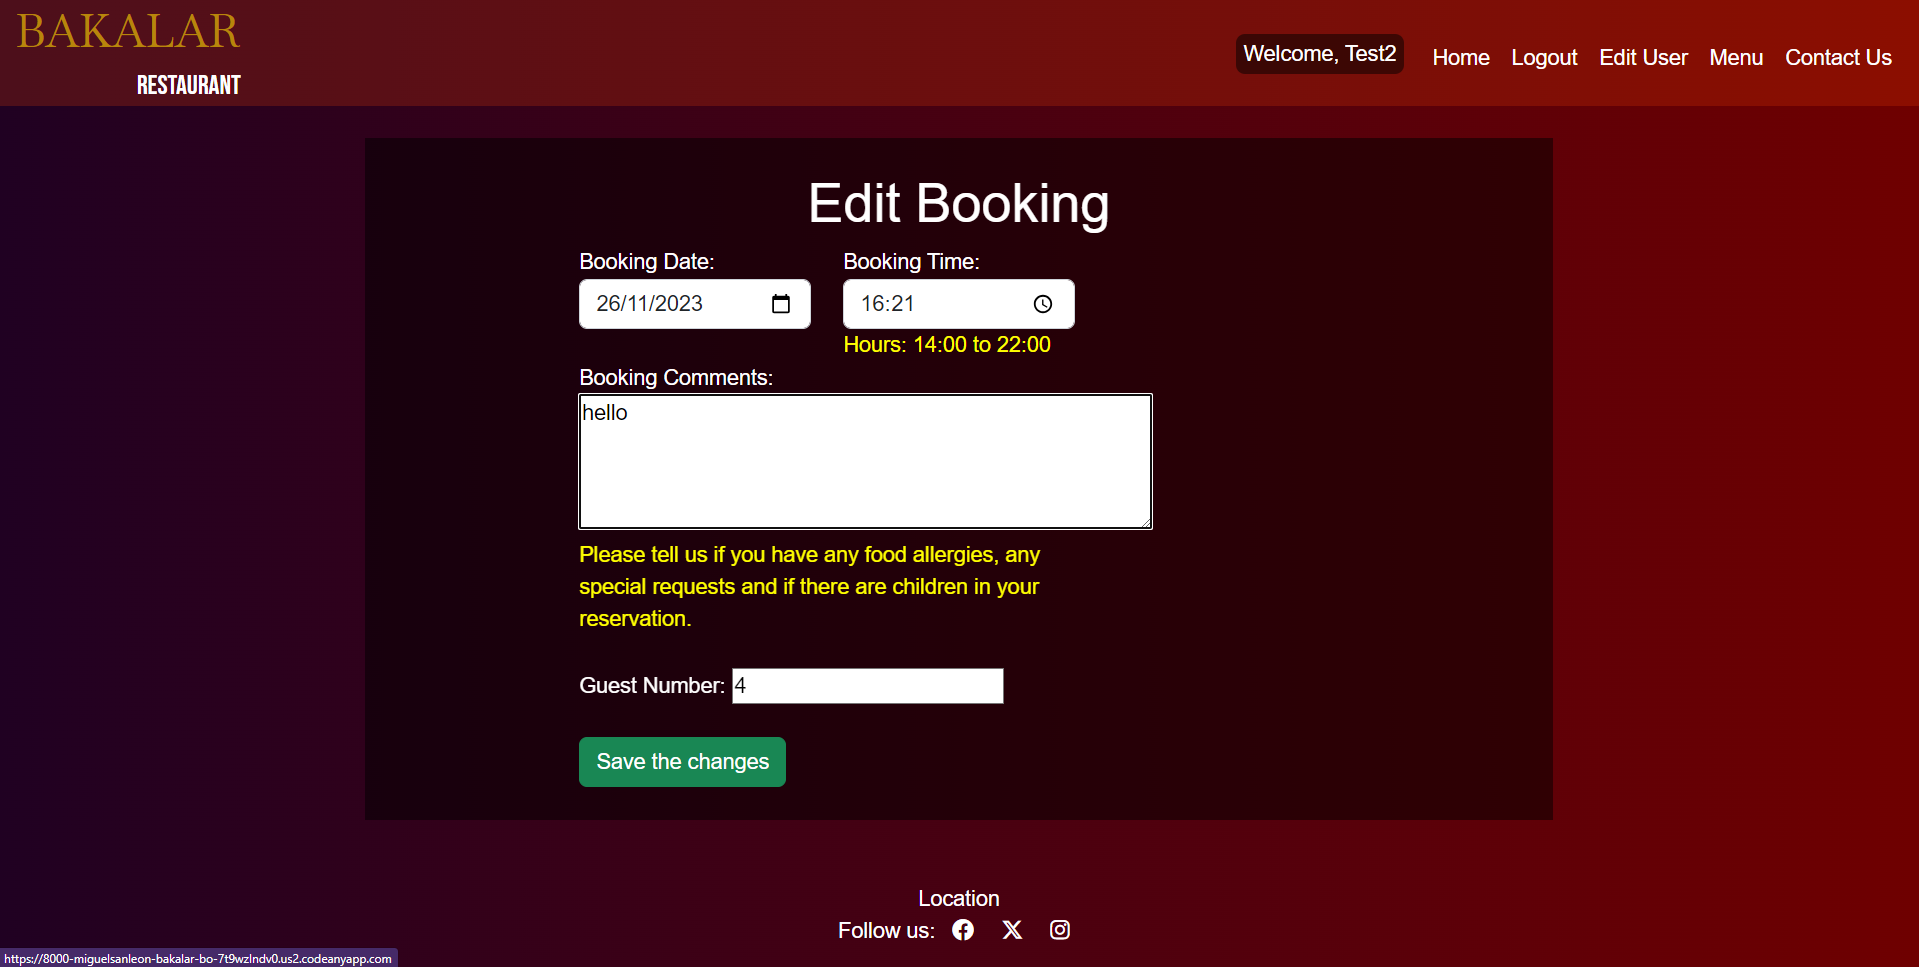 BAKALAR
RESTAURANT
Welcome, Test2 Home Logout Edit User Menu Contact Us
Edit Booking
Booking Date: Booking Time:
26/11/2023 16:21
Hours: 14:00 to 22:00
Booking Comments:
hello
Please tell us if you have any food allergies, any
special requests and if there are children in your
reservation.
Guest Number: 4
Save the changes
Location
Follow us:
https://8000-miguelsanleon-bakalar-bo-7t9wzlndv0.us2.codeanyapp.com